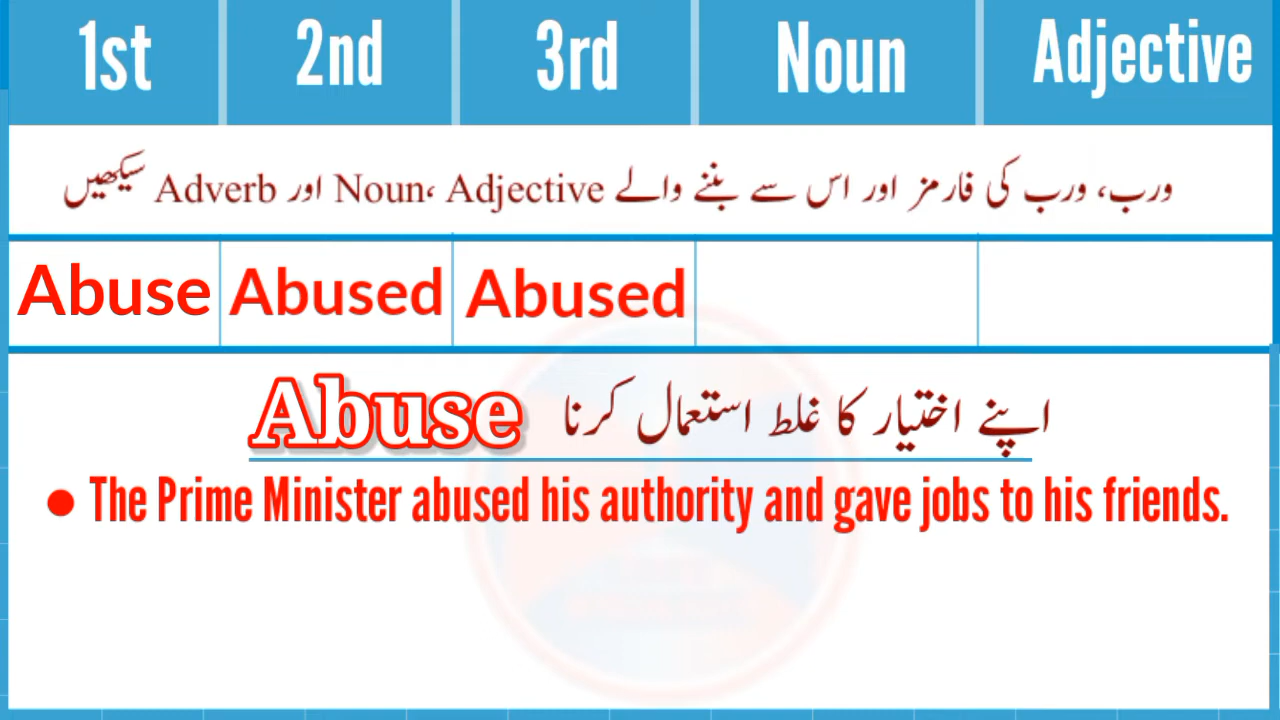 1st 2nd 3rd Noun Adjective
ورب، ورب کی فارمز اور اس سے بننے والے Noun، Adjective اور Adverb سیکھیں
Abuse Abused Abused
Abuse اپنے اختیار کا غلط استعمال کرنا
● The Prime Minister abused his authority and gave jobs to his friends.